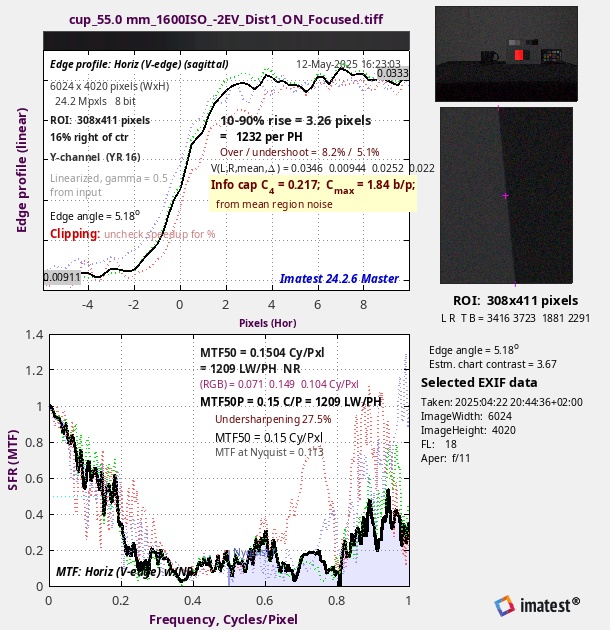 cup_55.0 mm_1600ISO_-2EV_Dist1_ON_Focused.tiff
Edge profile: Horiz (V-edge) (sagittal)
12-May-2025 16:23:03
0.0333
6024 x 4020 pixels (WxH)
24.2 Mpxls   8 bit
ROI:  308x411 pixels
16% right of ctr
Y-channel  (YR 16)
Linearized, gamma = 0.5
from input
Edge angle = 5.18°
Clipping: uncheck speedup for %
10-90% rise = 3.26 pixels
=   1232 per PH
Over / undershoot =  8.2% /  5.1%
V(L,R,mean,Δ) = 0.0346  0.00944  0.0252  0.022
Info cap C4 = 0.217;  Cmax = 1.84 b/p;
from mean region noise
0.00911
Imatest 24.2.6 Master
Edge profile (linear)
-4 -2 0 2 4 6 8
Pixels (Hor)
ROI:  308x411 pixels
L R  T B = 3416 3723  1881 2291
Edge angle = 5.18°
Estm. chart contrast = 3.67
Selected EXIF data
Taken: 2025:04:22 20:44:36+02:00
ImageWidth:  6024
ImageHeight:  4020
FL:   18
Aper:  f/11
MTF50 = 0.1504 Cy/Pxl
= 1209 LW/PH  NR
(RGB) = 0.071  0.149  0.104 Cy/Pxl
MTF50P = 0.15 C/P = 1209 LW/PH
Undersharpening 27.5%
MTF50 = 0.15 Cy/Pxl
MTF at Nyquist = 0.113
SFR (MTF)
1.4
1.2
1
0.8
0.6
0.4
0.2
0
MTF: Horiz (V-edge) w/NR
0 0.2 0.4 0.6 0.8 1
Frequency, Cycles/Pixel
imatest®